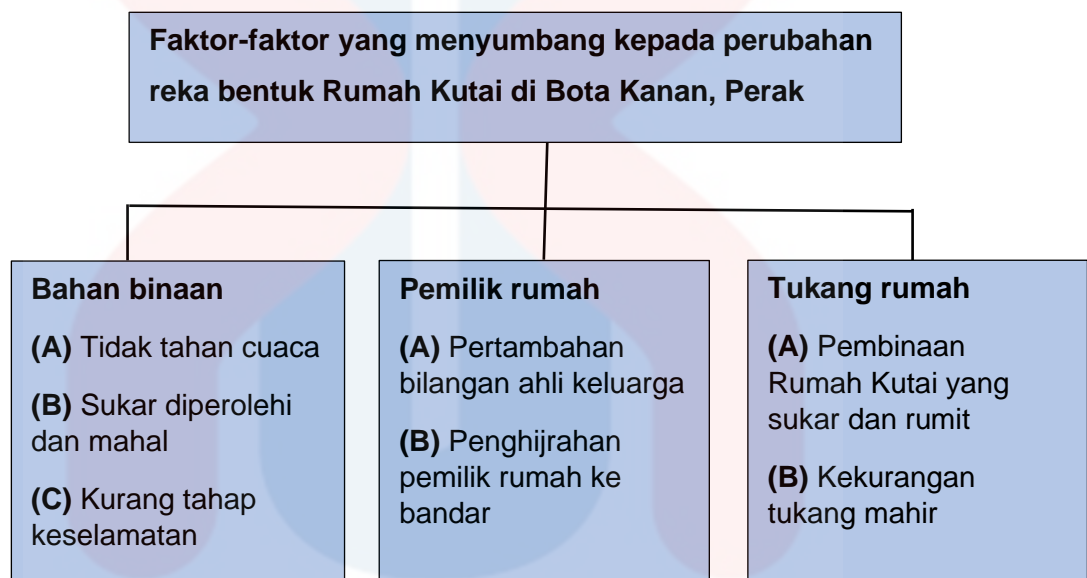 Faktor-faktor yang menyumbang kepada perubahan
reka bentuk Rumah Kutai di Bota Kanan, Perak
Bahan binaan
(A) Tidak tahan cuaca
(B) Sukar diperolehi
dan mahal
(C) Kurang tahap
keselamatan
Pemilik rumah
(A) Pertambahan
bilangan ahli keluarga
(B) Penghijrahan
pemilik rumah ke
bandar
Tukang rumah
(A) Pembinaan
Rumah Kutai yang
sukar dan rumit
(B) Kekurangan
tukang mahir